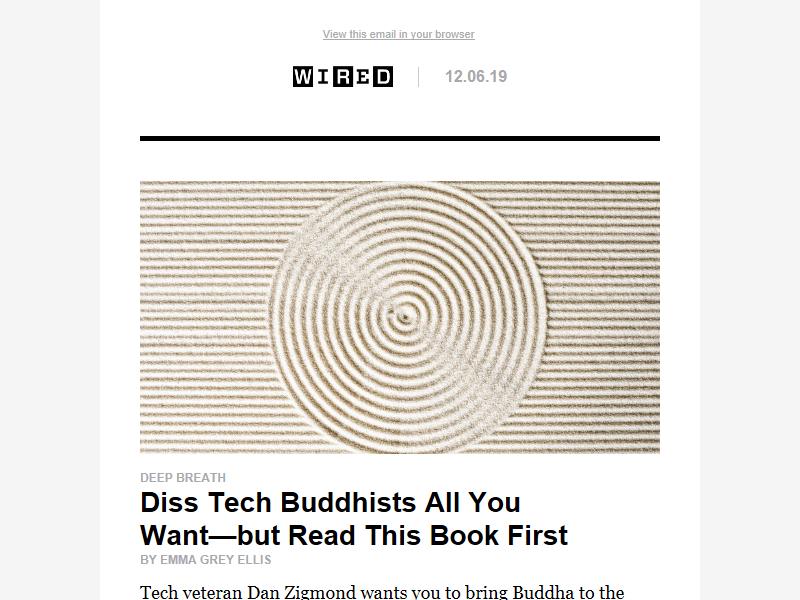 View this email in your browser
WIRED
12.06.19
DEEP BREATH
Diss Tech Buddhists All You
Want—but Read This Book First
BY EMMA GREY ELLIS
Tech veteran Dan Zigmond wants you to bring Buddha to the